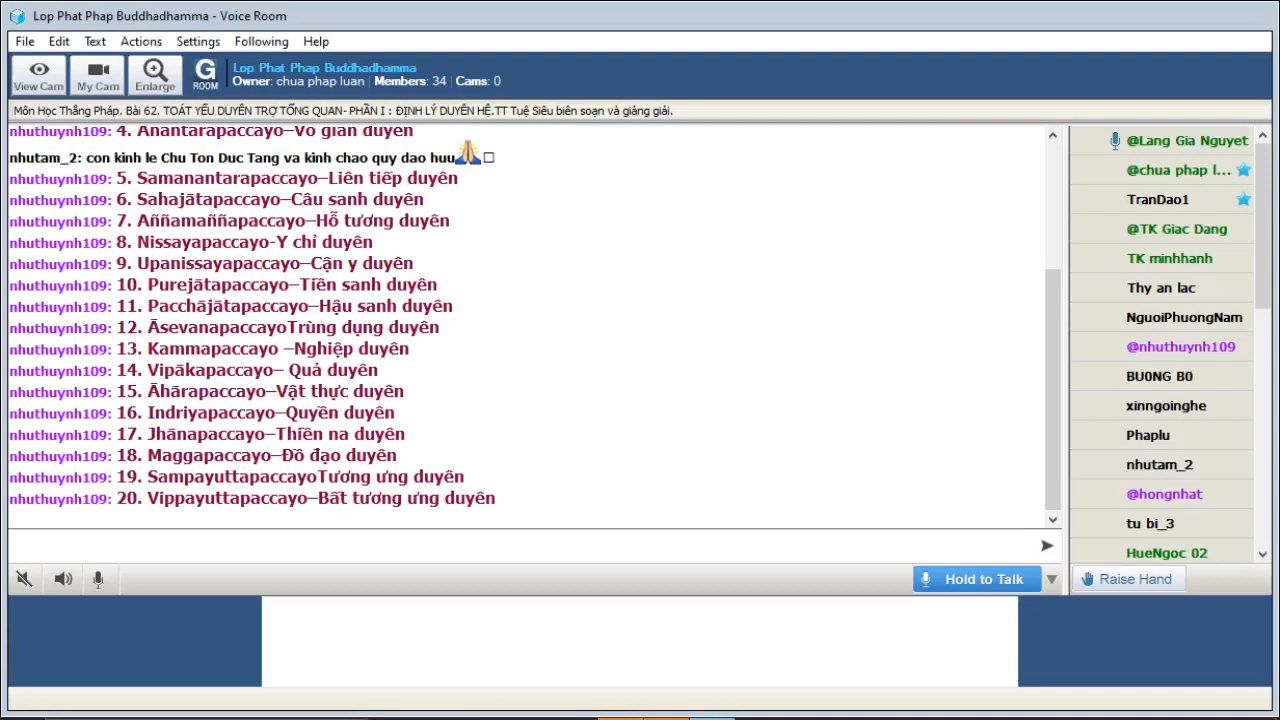 Lop Phat Phap Buddhadhamma - Voice Room
File Edit Text Actions Settings Following Help
View Cam My Cam Enlarge G ROOM
Lop Phat Phap Buddhadhamma
Owner: chua phap luan | Members: 34 | Cams: 0
Môn Học Thắng Pháp. Bài 62. TOÁT YẾU DUYÊN TRỢ TỔNG QUAN- PHẦN I : ĐỊNH LÝ DUYÊN HỆ.TT Tuệ Siêu biên soạn và giảng giải.
nhuthuynh109: 4. Anantarapaccayo–Vô gián duyên
nhutam_2: con kinh le Chu Ton Duc Tang va kinh chao quy dao huu
nhuthuynh109: 5. Samanantarapaccayo–Liên tiếp duyên
nhuthuynh109: 6. Sahajātapaccayo–Câu sanh duyên
nhuthuynh109: 7. Aññamaññapaccayo–Hỗ tương duyên
nhuthuynh109: 8. Nissayapaccayo-Y chỉ duyên
nhuthuynh109: 9. Upanissayapaccayo–Cận y duyên
nhuthuynh109: 10. Purejātapaccayo–Tiền sanh duyên
nhuthuynh109: 11. Pacchājātapaccayo–Hậu sanh duyên
nhuthuynh109: 12. ĀsevanapaccayoTrùng dụng duyên
nhuthuynh109: 13. Kammapaccayo –Nghiệp duyên
nhuthuynh109: 14. Vipākapaccayo– Quả duyên
nhuthuynh109: 15. Āhārapaccayo–Vật thực duyên
nhuthuynh109: 16. Indriyapaccayo–Quyền duyên
nhuthuynh109: 17. Jhānapaccayo–Thiền na duyên
nhuthuynh109: 18. Maggapaccayo–Đồ đạo duyên
nhuthuynh109: 19. SampayuttapaccayoTương ưng duyên
nhuthuynh109: 20. Vippayuttapaccayo–Bất tương ưng duyên
@Lang Gia Nguyet
@chua phap l...
TranDao1
@TK Giac Dang
TK minhhanh
Thy an lac
NguoiPhuongNam
@nhuthuynh109
BU0NG B0
xinngoinghe
Phaplu
nhutam_2
@hongnhat
tu bi_3
HueNgoc 02
Hold to Talk
Raise Hand